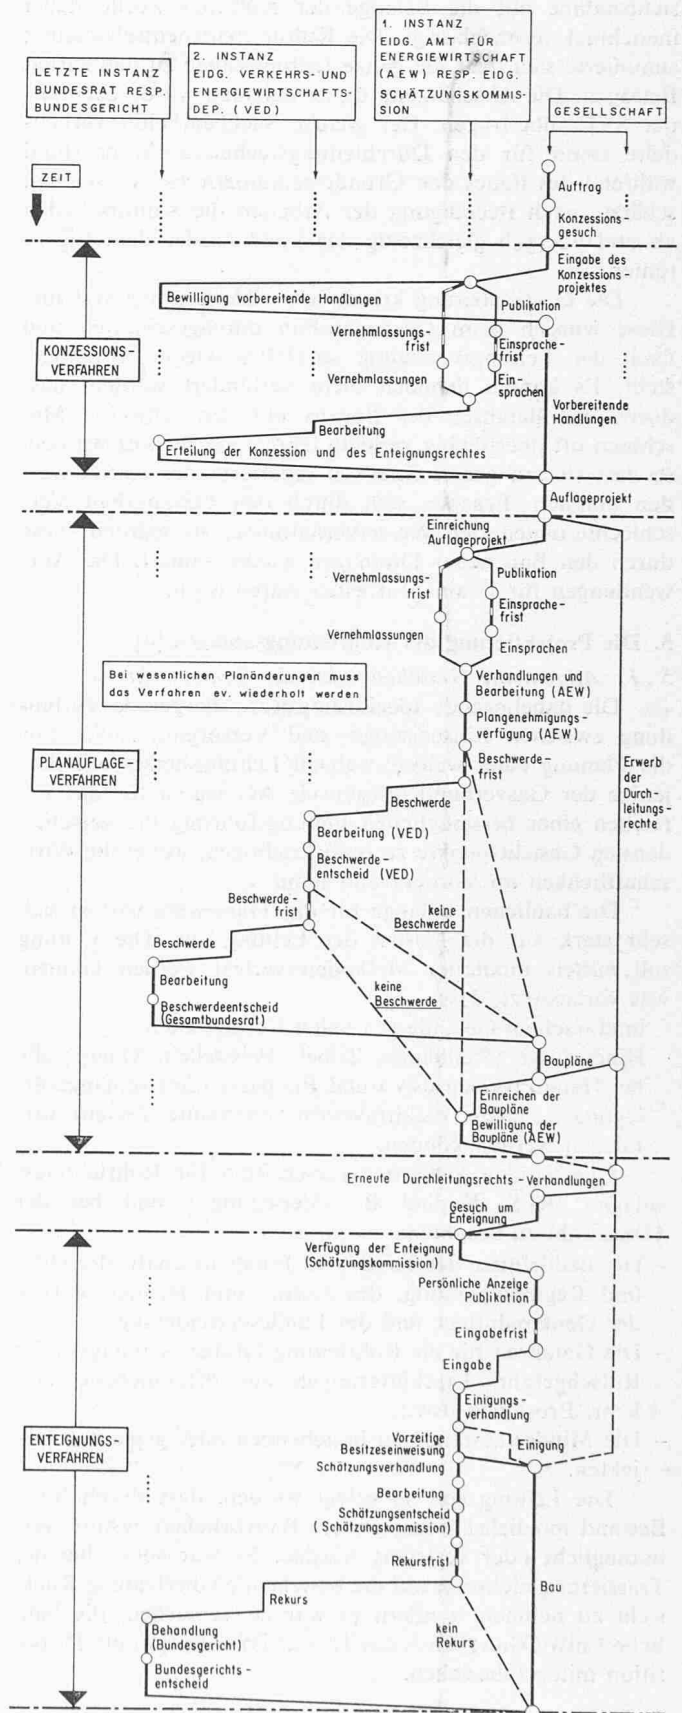 LETZTE INSTANZ
BUNDESRAT RESP.
BUNDESGERICHT
2. INSTANZ
EIDG. VERKEHRS- UND
ENERGIEWIRTSCHAFTS-
DEP. (VED)
1. INSTANZ
EIDG. AMT FÜR
ENERGIEWIRTSCHAFT
(AEW) RESP. EIDG.
SCHÄTZUNGSKOMMIS-
SION
GESELLSCHAFT
ZEIT
Auftrag
Konzessions-
gesuch
Eingabe des
Konzessions-
projektes
Bewilligung vorbereitende Handlungen
Publikation
Vernehmlassungs-
frist
Einsprache-
frist
Vernehmlassungen
Ein-
sprachen
KONZESSIONS-
VERFAHREN
Vorbereitende
Handlungen
Bearbeitung
Erteilung der Konzession und des Enteignungsrechtes
Auflageprojekt
Einreichung
Auflageprojekt
Publikation
Vernehmlassungs-
frist
Einsprache-
frist
Vernehmlassungen
Einsprachen
Bei wesentlichen Planänderungen muss
das Verfahren ev. wiederholt werden
Verhandlungen und
Bearbeitung (AEW)
Plangenehmigungs-
verfügung (AEW)
Beschwerde-
frist
PLANAUFLAGE-
VERFAHREN
Erwerb
der
Durch-
leitungs-
rechte
Beschwerde
Bearbeitung (VED)
Beschwerde-
entscheid (VED)
Beschwerde-
frist
keine
Beschwerde
Beschwerde
Bearbeitung
keine
Beschwerde
Beschwerdeentscheid
(Gesamtbundesrat)
Baupläne
Einreichen der
Baupläne
Bewilligung der
Baupläne (AEW)
Erneute Durchleitungsrechts-Verhandlungen
Gesuch um
Enteignung
Verfügung der Enteignung
(Schätzungskommission)
Persönliche Anzeige
Publikation
Eingabefrist
Eingabe
Einigungs-
verhandlung
ENTEIGNUNGS-
VERFAHREN
Vorzeitige
Besitzeseinweisung
Einigung
Schätzungsverhandlung
Bearbeitung
Schätzungsentscheid
(Schätzungskommission)
Rekursfrist
Bau
Rekurs
Behandlung
(Bundesgericht)
kein
Rekurs
Bundesgerichts-
entscheid